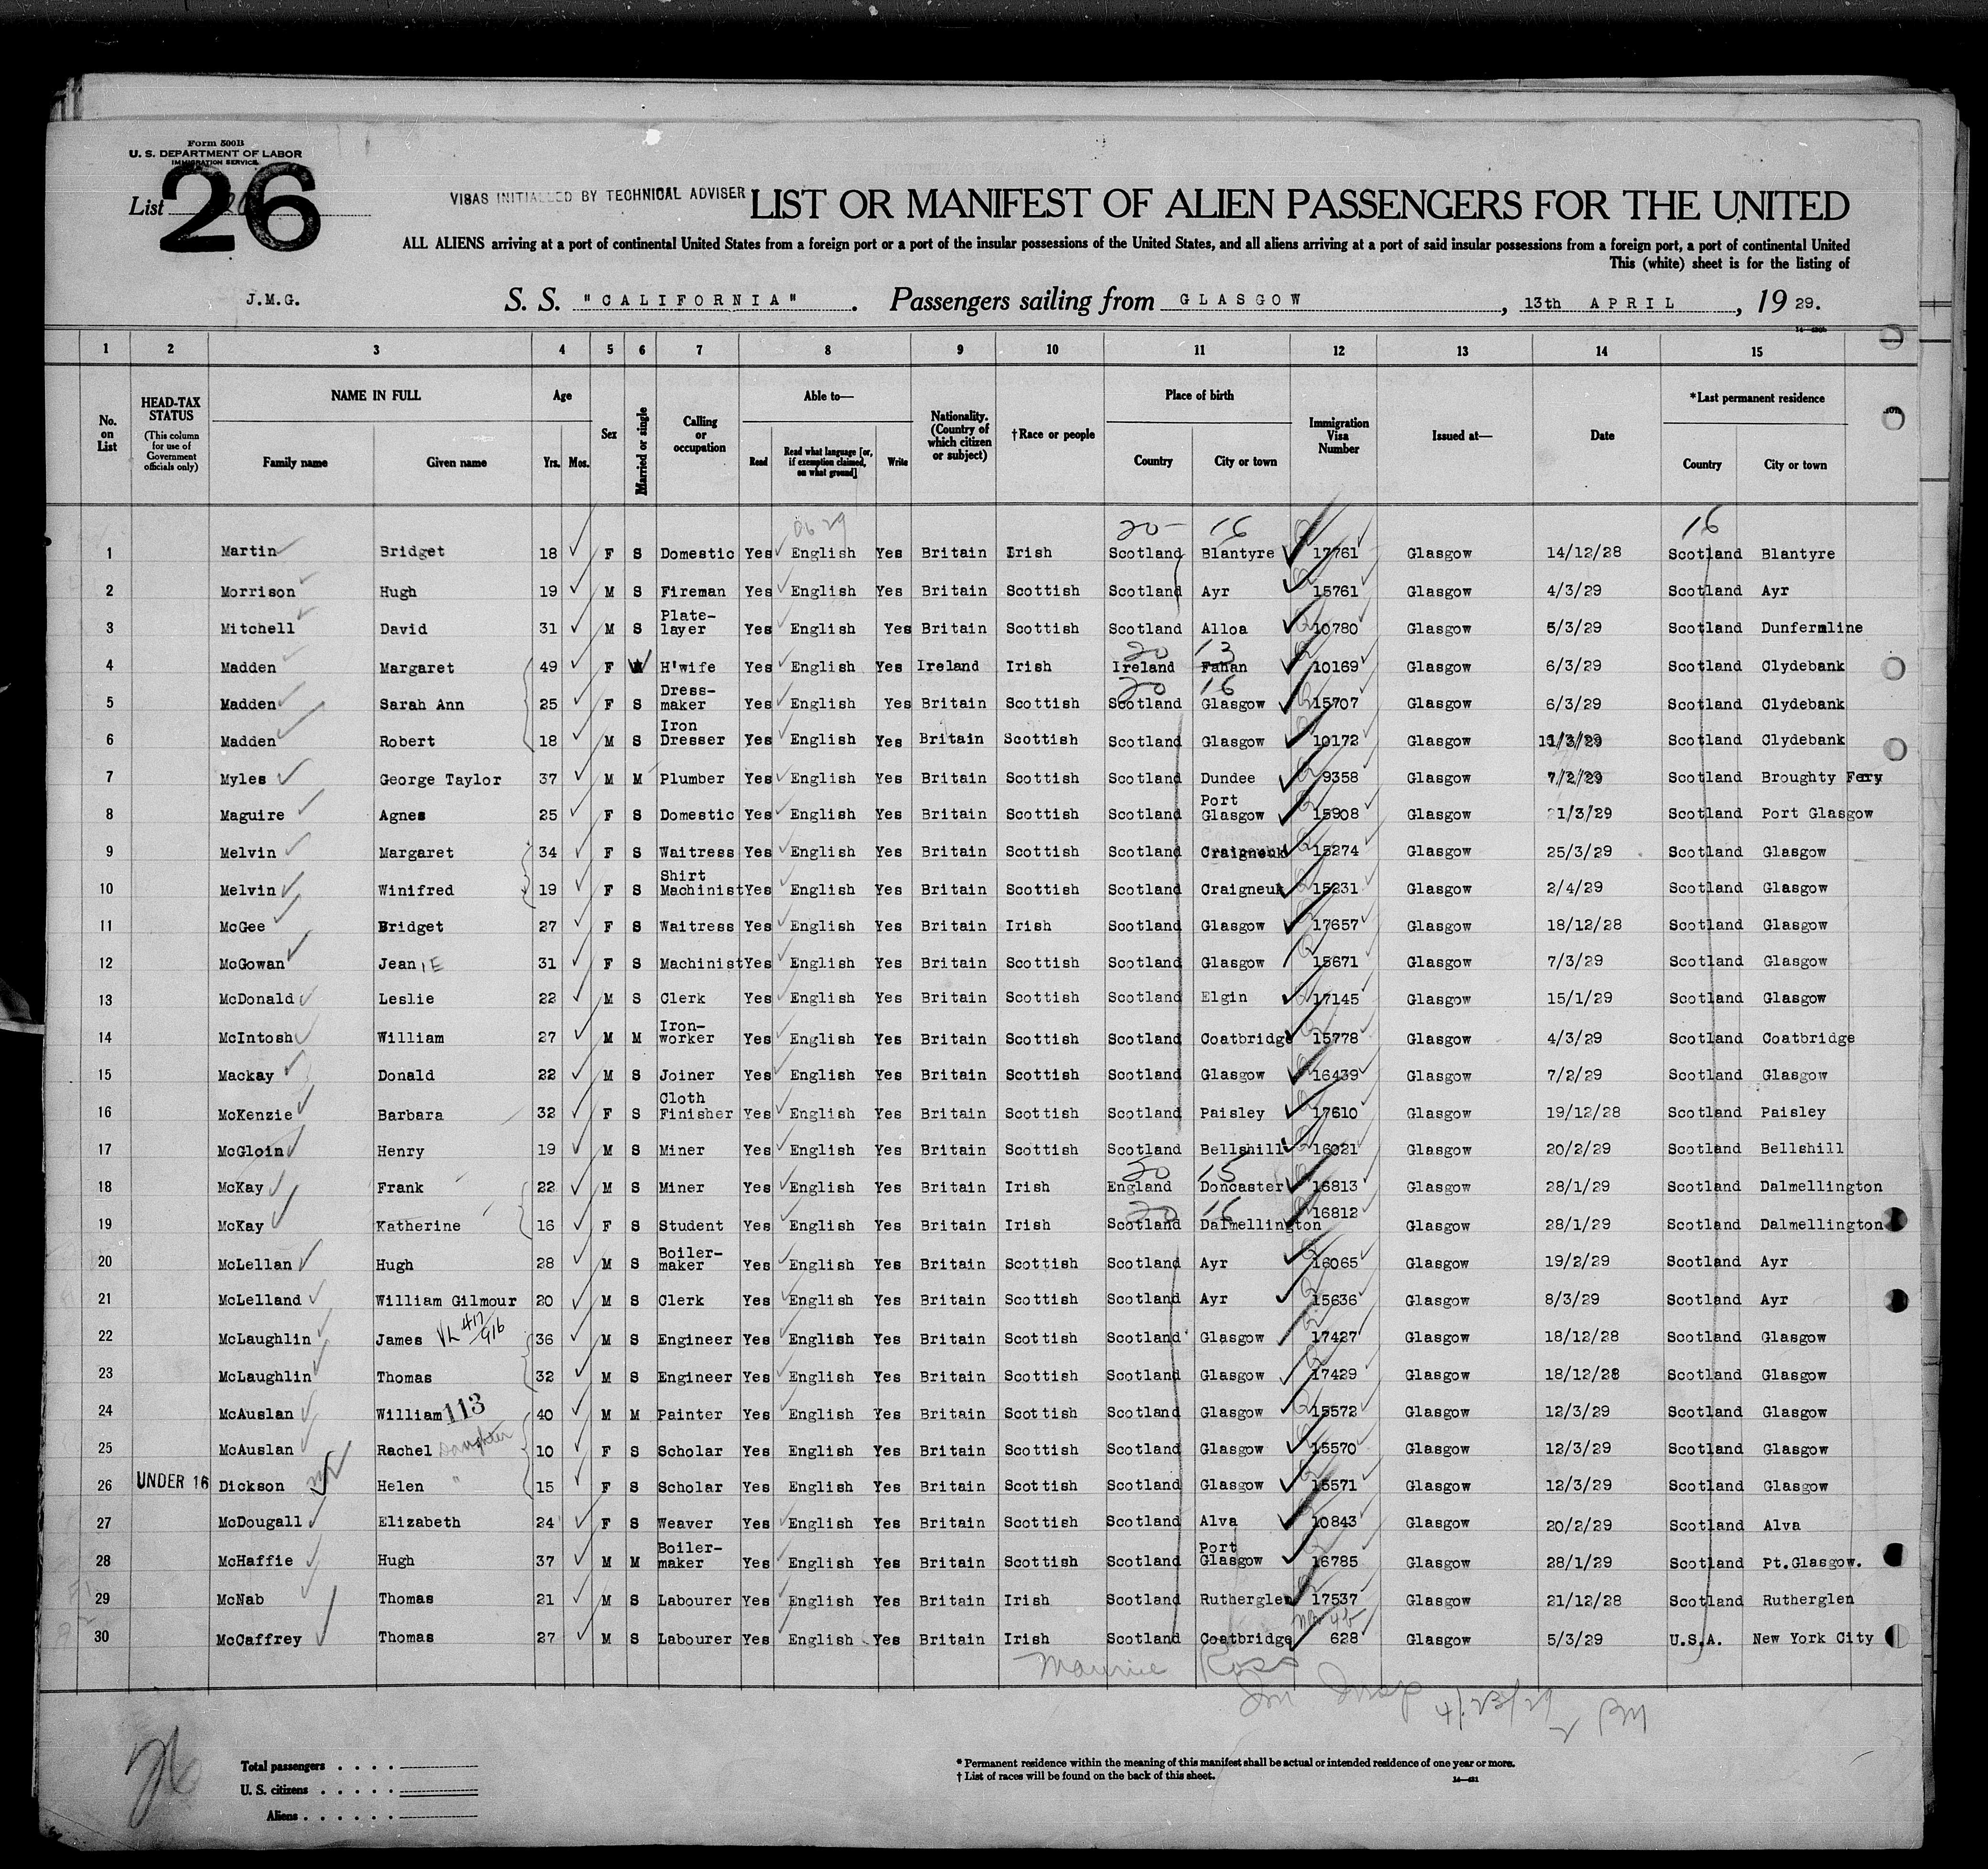 Form 500B
U. S. DEPARTMENT OF LABOR
IMMIGRATION SERVICE
List 26
VISAS INITIALLED BY TECHNICAL ADVISER
LIST OR MANIFEST OF ALIEN PASSENGERS FOR THE UNITED
ALL ALIENS arriving at a port of continental United States from a foreign port or a port of the insular possessions of the United States, and all aliens arriving at a port of said insular possessions from a foreign port, a port of continental United
This (white) sheet is for the listing of
J.M.G. S. S. "CALIFORNIA". Passengers sailing from GLASGOW, 13th APRIL, 19 29.
1 2 3 4 5 6 7 8 9 10 11 12 13 14 15
No. on List
HEAD-TAX STATUS (This column for use of Government officials only)
NAME IN FULL
Family name Given name
Age
Yrs. Mos.
Sex
Married or single
Calling or occupation
Able to—
Read Read what language [or, if exemption claimed, on what ground] Write
Nationality. (Country of which citizen or subject)
†Race or people
Place of birth
Country City or town
Immigration Visa Number
Issued at—
Date
*Last permanent residence
Country City or town
20 16 16
1 Martin Bridget 18 F S Domestic Yes English Yes Britain Irish Scotland Blantyre 17761 Glasgow 14/12/28 Scotland Blantyre
2 Morrison Hugh 19 M S Fireman Yes English Yes Britain Scottish Scotland Ayr 15761 Glasgow 4/3/29 Scotland Ayr
3 Mitchell David 31 M S Plate-layer Yes English Yes Britain Scottish Scotland Alloa 10780 Glasgow 5/3/29 Scotland Dunfermline
20 13
4 Madden Margaret 49 F W H'wife Yes English Yes Ireland Irish Ireland Fahan 10169 Glasgow 6/3/29 Scotland Clydebank
20 16
5 Madden Sarah Ann 25 F S Dress-maker Yes English Yes Britain Scottish Scotland Glasgow 15707 Glasgow 6/3/29 Scotland Clydebank
6 Madden Robert 18 M S Iron Dresser Yes English Yes Britain Scottish Scotland Glasgow 10172 Glasgow Scotland Clydebank
7 Myles George Taylor 37 M M Plumber Yes English Yes Britain Scottish Scotland Dundee 9358 Glasgow 7/2/29 Scotland Broughty Ferry
8 Maguire Agnes 25 F S Domestic Yes English Yes Britain Scottish Scotland Port Glasgow 15908 Glasgow 21/3/29 Scotland Port Glasgow
9 Melvin Margaret 34 F S Waitress Yes English Yes Britain Scottish Scotland Craigneuk 15274 Glasgow 25/3/29 Scotland Glasgow
10 Melvin Winifred 19 F S Shirt Machinist Yes English Yes Britain Scottish Scotland Craigneuk 15231 Glasgow 2/4/29 Scotland Glasgow
11 McGee Bridget 27 F S Waitress Yes English Yes Britain Irish Scotland Glasgow 17657 Glasgow 18/12/28 Scotland Glasgow
12 McGowan Jean IE 31 F S Machinist Yes English Yes Britain Scottish Scotland Glasgow 15671 Glasgow 7/3/29 Scotland Glasgow
13 McDonald Leslie 22 M S Clerk Yes English Yes Britain Scottish Scotland Elgin 17145 Glasgow 15/1/29 Scotland Glasgow
14 McIntosh William 27 M M Iron-worker Yes English Yes Britain Scottish Scotland Coatbridge 15778 Glasgow 4/3/29 Scotland Coatbridge
15 Mackay Donald 22 M S Joiner Yes English Yes Britain Scottish Scotland Glasgow 16439 Glasgow 7/2/29 Scotland Glasgow
16 McKenzie Barbara 32 F S Cloth Finisher Yes English Yes Britain Scottish Scotland Paisley 17610 Glasgow 19/12/28 Scotland Paisley
17 McGloin Henry 19 M S Miner Yes English Yes Britain Scottish Scotland Bellshill 16021 Glasgow 20/2/29 Scotland Bellshill
20 15
18 McKay Frank 22 M S Miner Yes English Yes Britain Irish England Doncaster 16813 Glasgow 28/1/29 Scotland Dalmellington
20 16
19 McKay Katherine 16 F S Student Yes English Yes Britain Irish Scotland Dalmellington 16812 Glasgow 28/1/29 Scotland Dalmellington
20 McLellan Hugh 28 M S Boiler-maker Yes English Yes Britain Scottish Scotland Ayr 16065 Glasgow 19/2/29 Scotland Ayr
21 McLelland William Gilmour 20 M S Clerk Yes English Yes Britain Scottish Scotland Ayr 15636 Glasgow 8/3/29 Scotland Ayr
22 McLaughlin James 36 M S Engineer Yes English Yes Britain Scottish Scotland Glasgow 17427 Glasgow 18/12/28 Scotland Glasgow
23 McLaughlin Thomas 32 M S Engineer Yes English Yes Britain Scottish Scotland Glasgow 17429 Glasgow 18/12/28 Scotland Glasgow
24 McAuslan William 113 40 M M Painter Yes English Yes Britain Scottish Scotland Glasgow 15572 Glasgow 12/3/29 Scotland Glasgow
25 McAuslan Rachel Daughter 10 F S Scholar Yes English Yes Britain Scottish Scotland Glasgow 15570 Glasgow 12/3/29 Scotland Glasgow
26 UNDER 16 Dickson Helen " 15 F S Scholar Yes English Yes Britain Scottish Scotland Glasgow 15571 Glasgow 12/3/29 Scotland Glasgow
27 McDougall Elizabeth 24 F S Weaver Yes English Yes Britain Scottish Scotland Alva 10843 Glasgow 20/2/29 Scotland Alva
28 McHaffie Hugh 37 M M Boiler-maker Yes English Yes Britain Scottish Scotland Port Glasgow 16785 Glasgow 28/1/29 Scotland Pt.Glasgow.
29 McNab Thomas 21 M S Labourer Yes English Yes Britain Irish Scotland Rutherglen 17537 Glasgow 21/12/28 Scotland Rutherglen
30 McCaffrey Thomas 27 M S Labourer Yes English Yes Britain Irish Scotland Coatbridge 628 Glasgow 5/3/29 U.S.A. New York City
Maurice Ross
Im Insp 4/23/29 2 PM
26
Total passengers
U. S. citizens
Aliens
* Permanent residence within the meaning of this manifest shall be actual or intended residence of one year or more.
† List of races will be found on the back of this sheet.